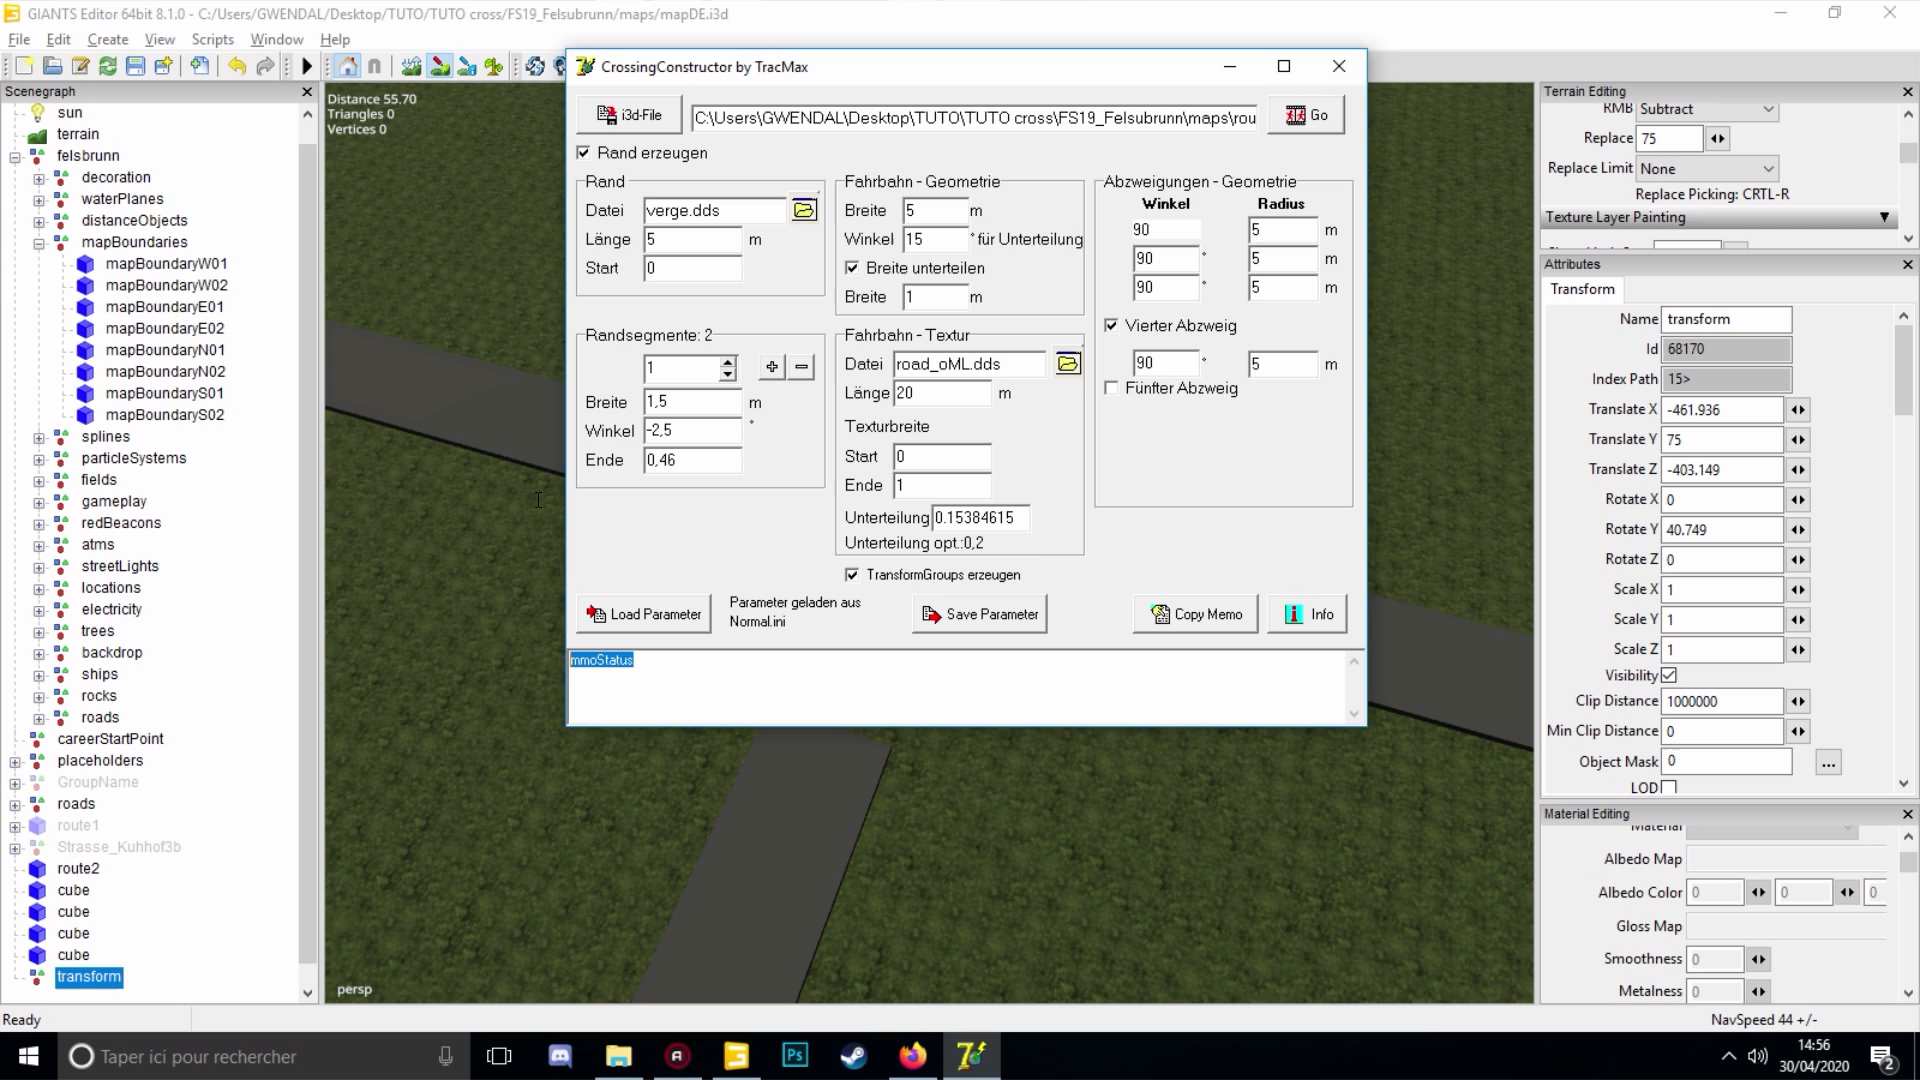 GIANTS Editor 64bit 8.1.0 - C:/Users/GWENDAL/Desktop/TUTO/TUTO cross/FS19_Felsubrunn/maps/mapDE.i3d
File Edit Create View Scripts Window Help
Scenegraph
sun
terrain
felsbrunn
decoration
waterPlanes
distanceObjects
mapBoundaries
mapBoundaryW01
mapBoundaryW02
mapBoundaryE01
mapBoundaryE02
mapBoundaryN01
mapBoundaryN02
mapBoundaryS01
mapBoundaryS02
splines
particleSystems
fields
gameplay
redBeacons
atms
streetLights
locations
electricity
trees
backdrop
ships
rocks
roads
careerStartPoint
placeholders
GroupName
roads
route1
Strasse_Kuhhof3b
route2
cube
cube
cube
cube
transform
Distance 55.70
Triangles 0
Vertices 0
persp
CrossingConstructor by TracMax
i3d-File
C:\Users\GWENDAL\Desktop\TUTO\TUTO cross\FS19_Felsubrunn\maps\rou
Go
Rand erzeugen
Rand
Datei verge.dds
Länge 5 m
Start 0
Randsegmente: 2
1
Breite 1,5 m
Winkel -2,5 °
Ende 0,46
Fahrbahn - Geometrie
Breite 5 m
Winkel 15 ° für Unterteilung
Breite unterteilen
Breite 1 m
Fahrbahn - Textur
Datei road_oML.dds
Länge 20 m
Texturbreite
Start 0
Ende 1
Unterteilung 0.15384615
Unterteilung opt.:0,2
TransformGroups erzeugen
Abzweigungen - Geometrie
Winkel Radius
90 5 m
90 ° 5 m
90 ° 5 m
Vierter Abzweig
90 ° 5 m
Fünfter Abzweig
Load Parameter
Parameter geladen aus
Normal.ini
Save Parameter
Copy Memo
Info
mmoStatus
Terrain Editing
RMB Subtract
Replace 75
Replace Limit None
Replace Picking: CRTL-R
Texture Layer Painting
Attributes
Transform
Name transform
Id 68170
Index Path 15>
Translate X -461.936
Translate Y 75
Translate Z -403.149
Rotate X 0
Rotate Y 40.749
Rotate Z 0
Scale X 1
Scale Y 1
Scale Z 1
Visibility
Clip Distance 1000000
Min Clip Distance 0
Object Mask 0 ...
LOD
Material Editing
Material
Albedo Map
Albedo Color 0 0 0
Gloss Map
Smoothness 0
Metalness 0
Ready
NavSpeed 44 +/-
Taper ici pour rechercher
Ps
14:56
30/04/2020
2